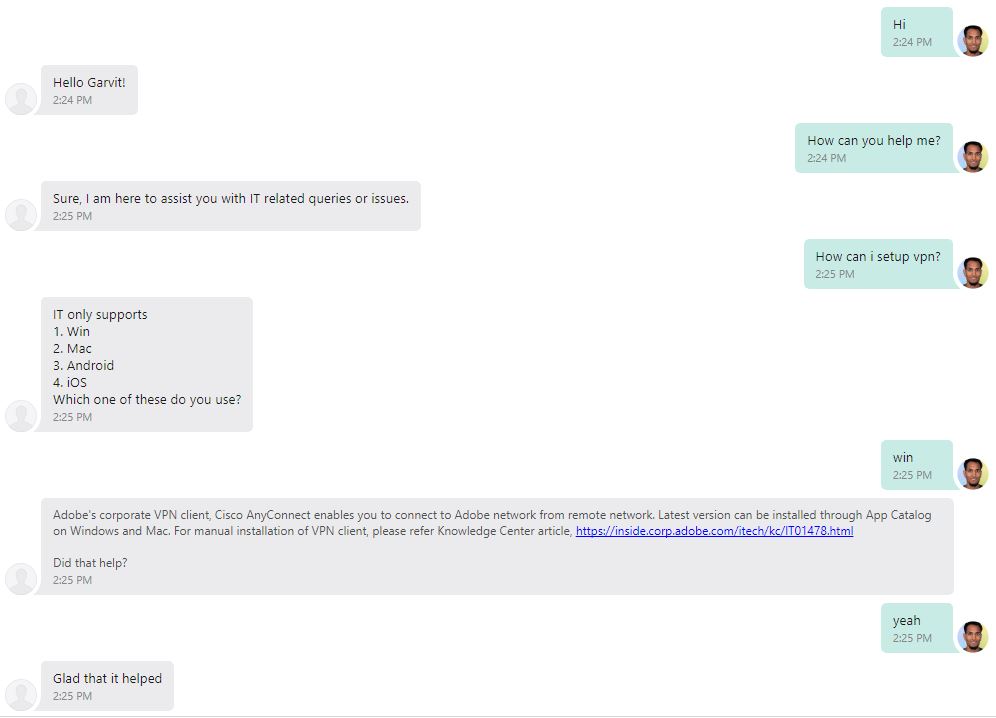 Hi
2:24 PM
Hello Garvit!
2:24 PM
How can you help me?
2:24 PM
Sure, I am here to assist you with IT related queries or issues.
2:25 PM
How can i setup vpn?
2:25 PM
IT only supports
1. Win
2. Mac
3. Android
4. iOS
Which one of these do you use?
2:25 PM
win
2:25 PM
Adobe's corporate VPN client, Cisco AnyConnect enables you to connect to Adobe network from remote network. Latest version can be installed through App Catalog
on Windows and Mac. For manual installation of VPN client, please refer Knowledge Center article, https://inside.corp.adobe.com/itech/kc/IT01478.html
Did that help?
2:25 PM
yeah
2:25 PM
Glad that it helped
2:25 PM